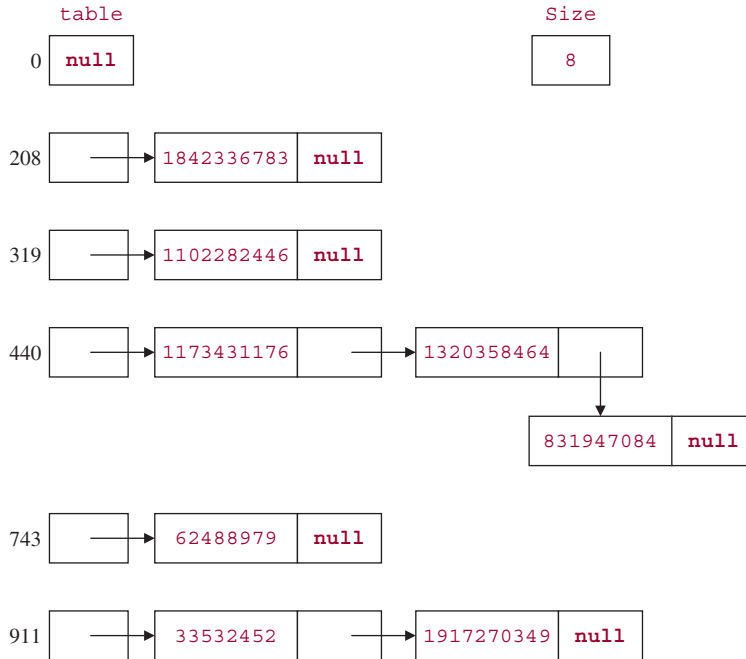 table Size
0 null 8
208 1842336783 null
319 1102282446 null
440 1173431176 1320358464
831947084 null
743 62488979 null
911 33532452 1917270349 null